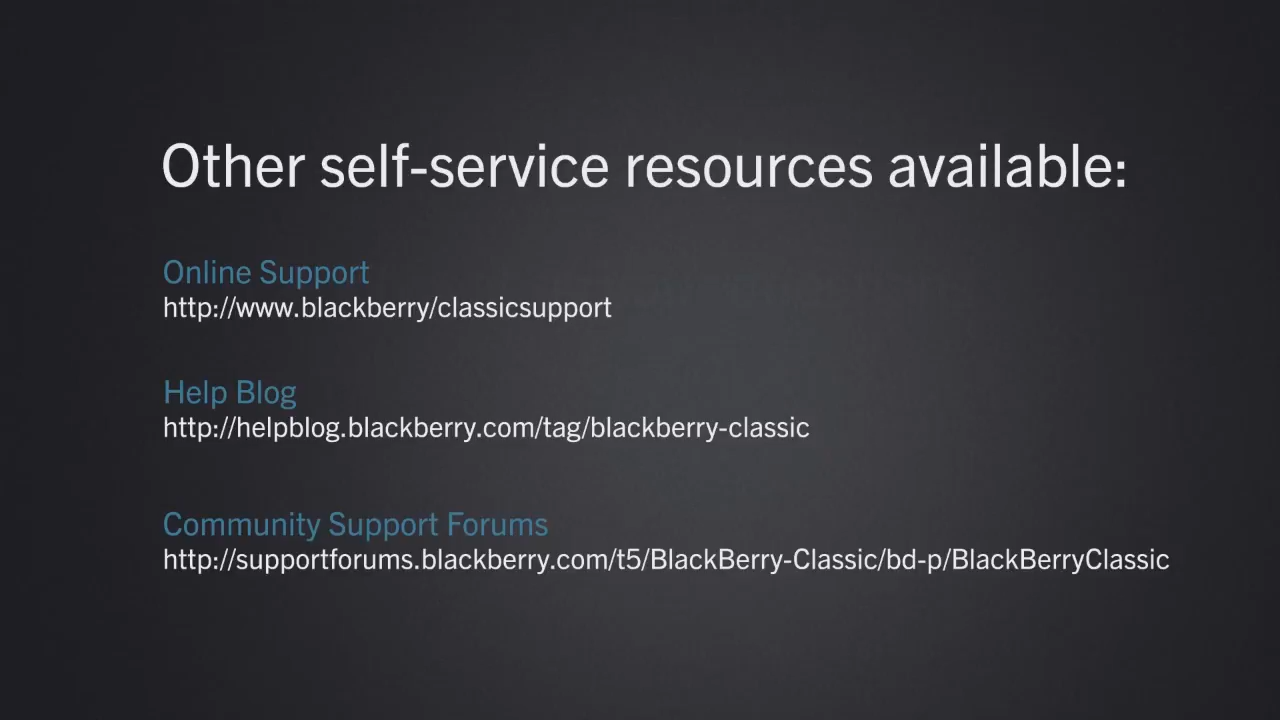 Other self-service resources available:
Online Support
http://www.blackberry/classicsupport
Help Blog
http://helpblog.blackberry.com/tag/blackberry-classic
Community Support Forums
http://supportforums.blackberry.com/t5/BlackBerry-Classic/bd-p/BlackBerryClassic